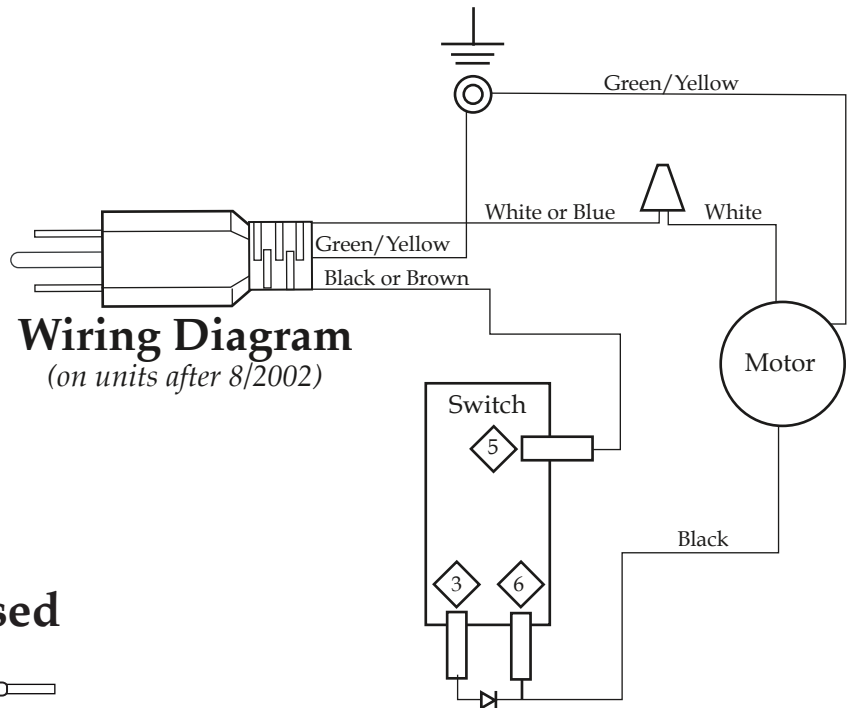 Green/Yellow
White or Blue
White
Green/Yellow
Black or Brown
Wiring Diagram
(on units after 8/2002)
Motor
Switch
5
Black
3
6